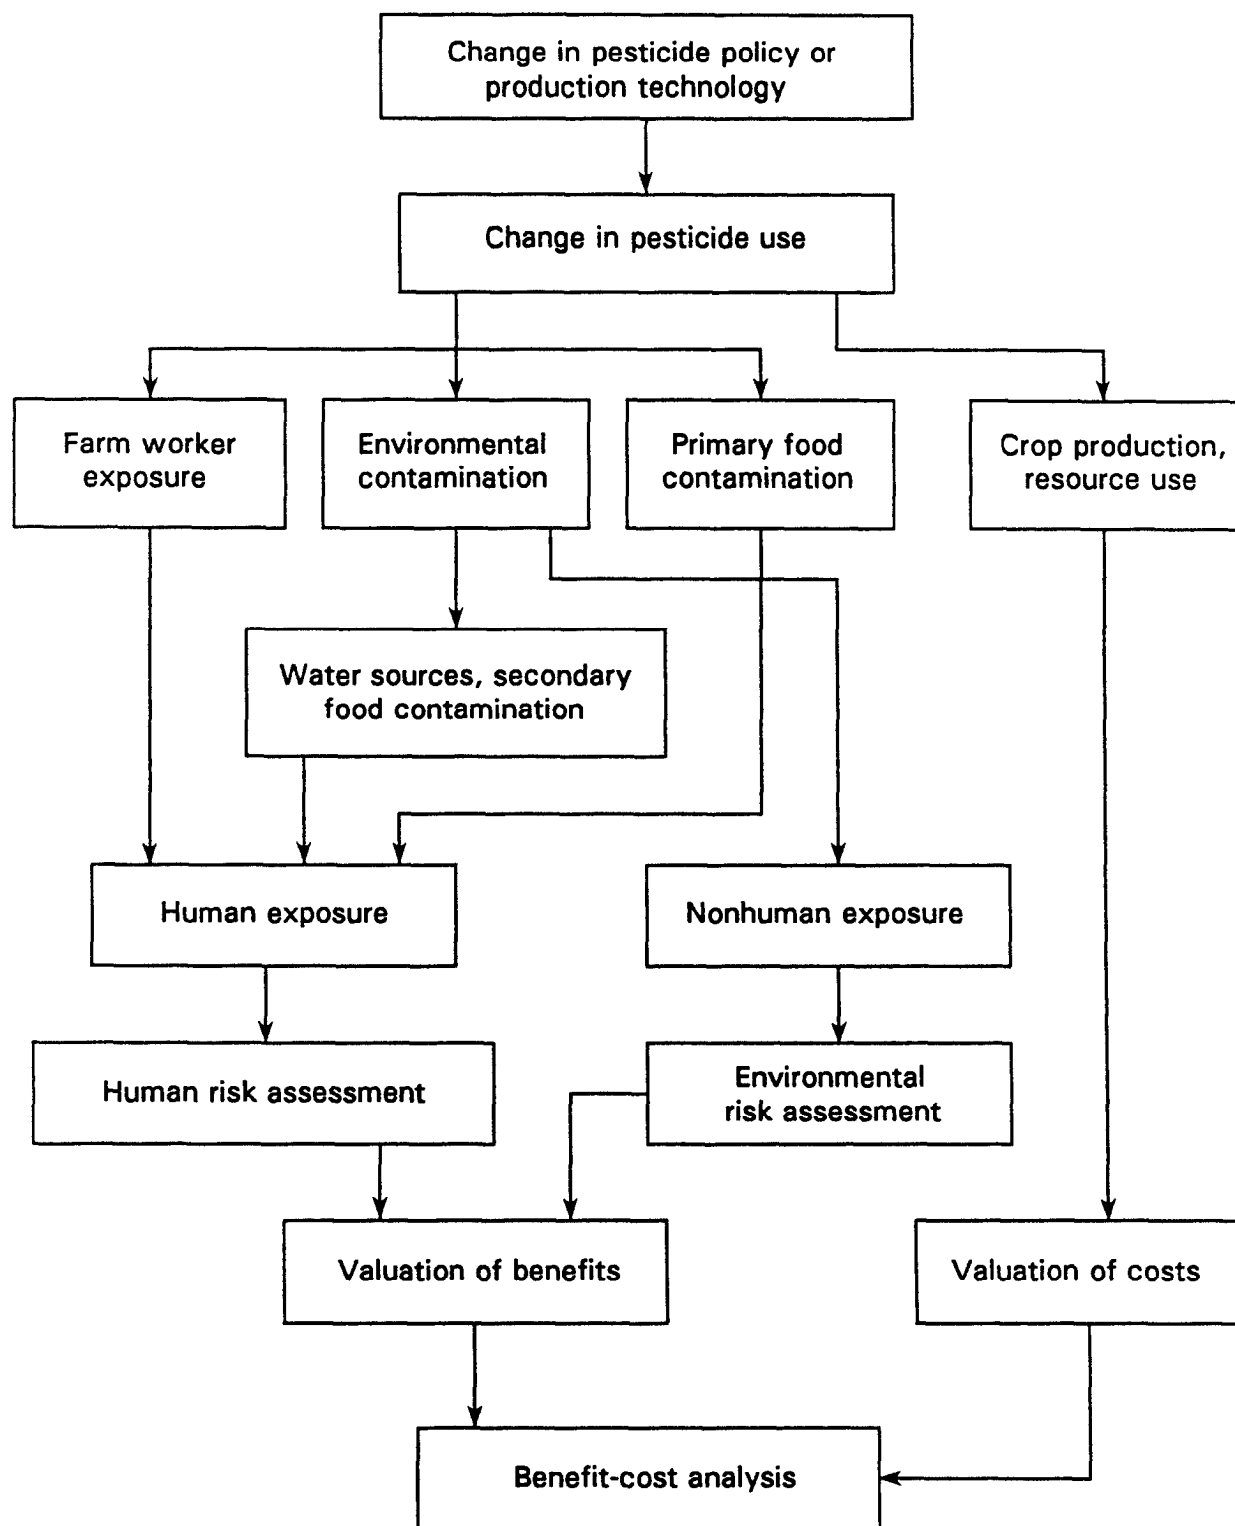 Change in pesticide policy or
production technology
Change in pesticide use
Farm worker
exposure
Environmental
contamination
Primary food
contamination
Crop production,
resource use
Water sources, secondary
food contamination
Human exposure
Nonhuman exposure
Human risk assessment
Environmental
risk assessment
Valuation of benefits
Valuation of costs
Benefit-cost analysis